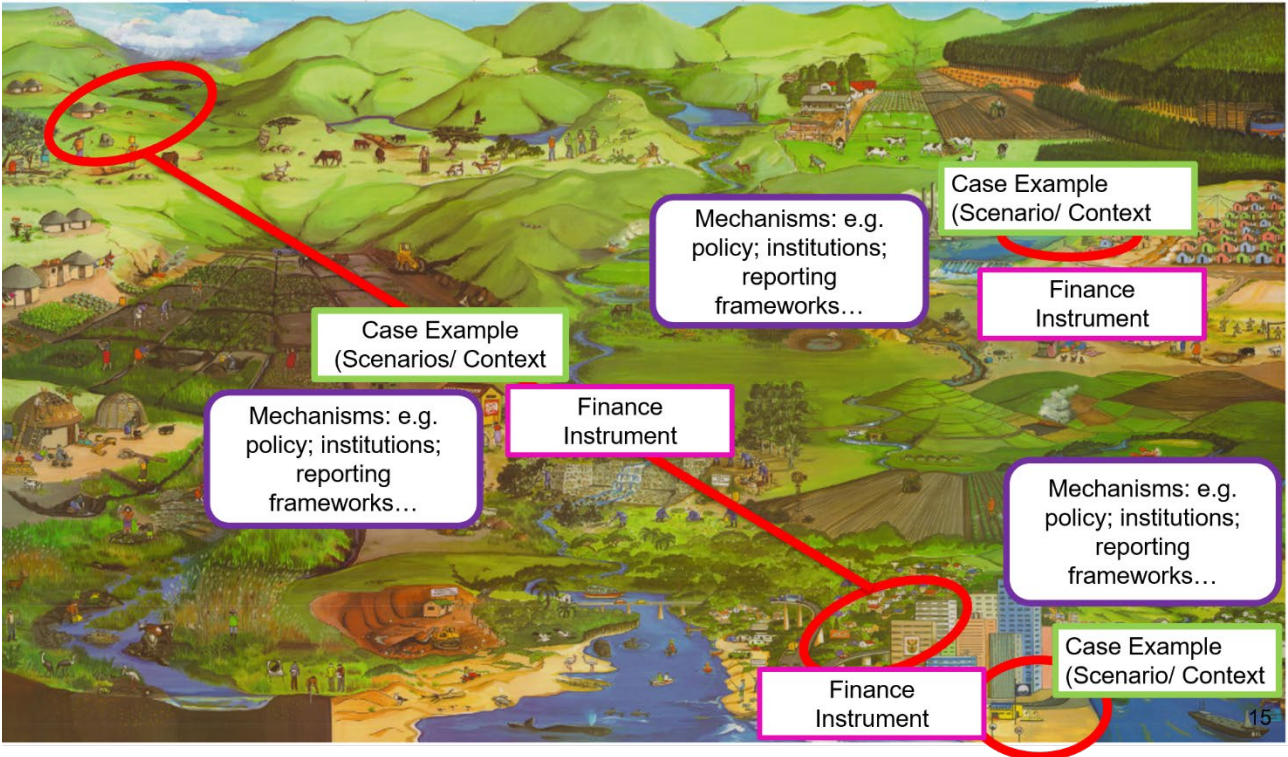 Case Example
(Scenario/ Context
Mechanisms: e.g.
policy; institutions;
reporting
frameworks…
Finance
Instrument
Case Example
(Scenarios/ Context
Finance
Instrument
Mechanisms: e.g.
policy; institutions;
reporting
frameworks…
Mechanisms: e.g.
policy; institutions;
reporting
frameworks…
Case Example
(Scenario/ Context
Finance
Instrument
15